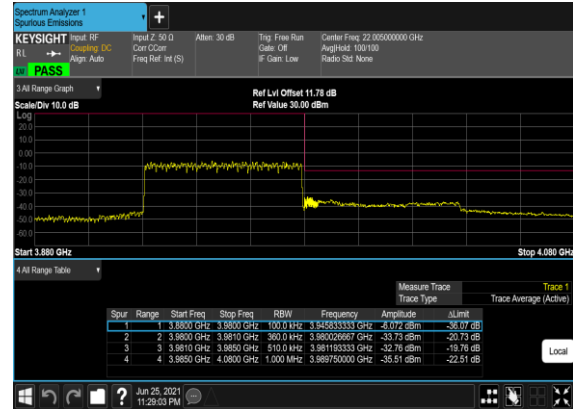 Spectrum Analyzer 1
Spurious Emissions
KEYSIGHT Input: RF Input Z: 50 Ω Atten: 30 dB Trig: Free Run Center Freq: 22.005000000 GHz
RL Coupling: DC Corr CCorr Gate: Off Avg|Hold: 100/100
Align: Auto Freq Ref: Int (S) IF Gain: Low Radio Std: None
PASS
3 All Range Graph Ref Lvl Offset 11.78 dB
Scale/Div 10.0 dB Ref Value 30.00 dBm
Log
20.0
10.0
0.00
-10.0
-20.0
-30.0
-40.0
-50.0
-60.0
Start 3.880 GHz Stop 4.080 GHz
4 All Range Table
Measure Trace Trace 1
Trace Type Trace Average (Active)
Spur Range Start Freq Stop Freq RBW Frequency Amplitude ΔLimit
1 1 3.8800 GHz 3.9800 GHz 100.0 kHz 3.945833333 GHz -6.072 dBm -36.07 dB
2 2 3.9800 GHz 3.9810 GHz 360.0 kHz 3.980026667 GHz -33.73 dBm -20.73 dB
3 3 3.9810 GHz 3.9850 GHz 510.0 kHz 3.981193333 GHz -32.76 dBm -19.76 dB
4 4 3.9850 GHz 4.0800 GHz 1.000 MHz 3.989750000 GHz -35.51 dBm -22.51 dB
Local
? Jun 25, 2021
11:29:03 PM